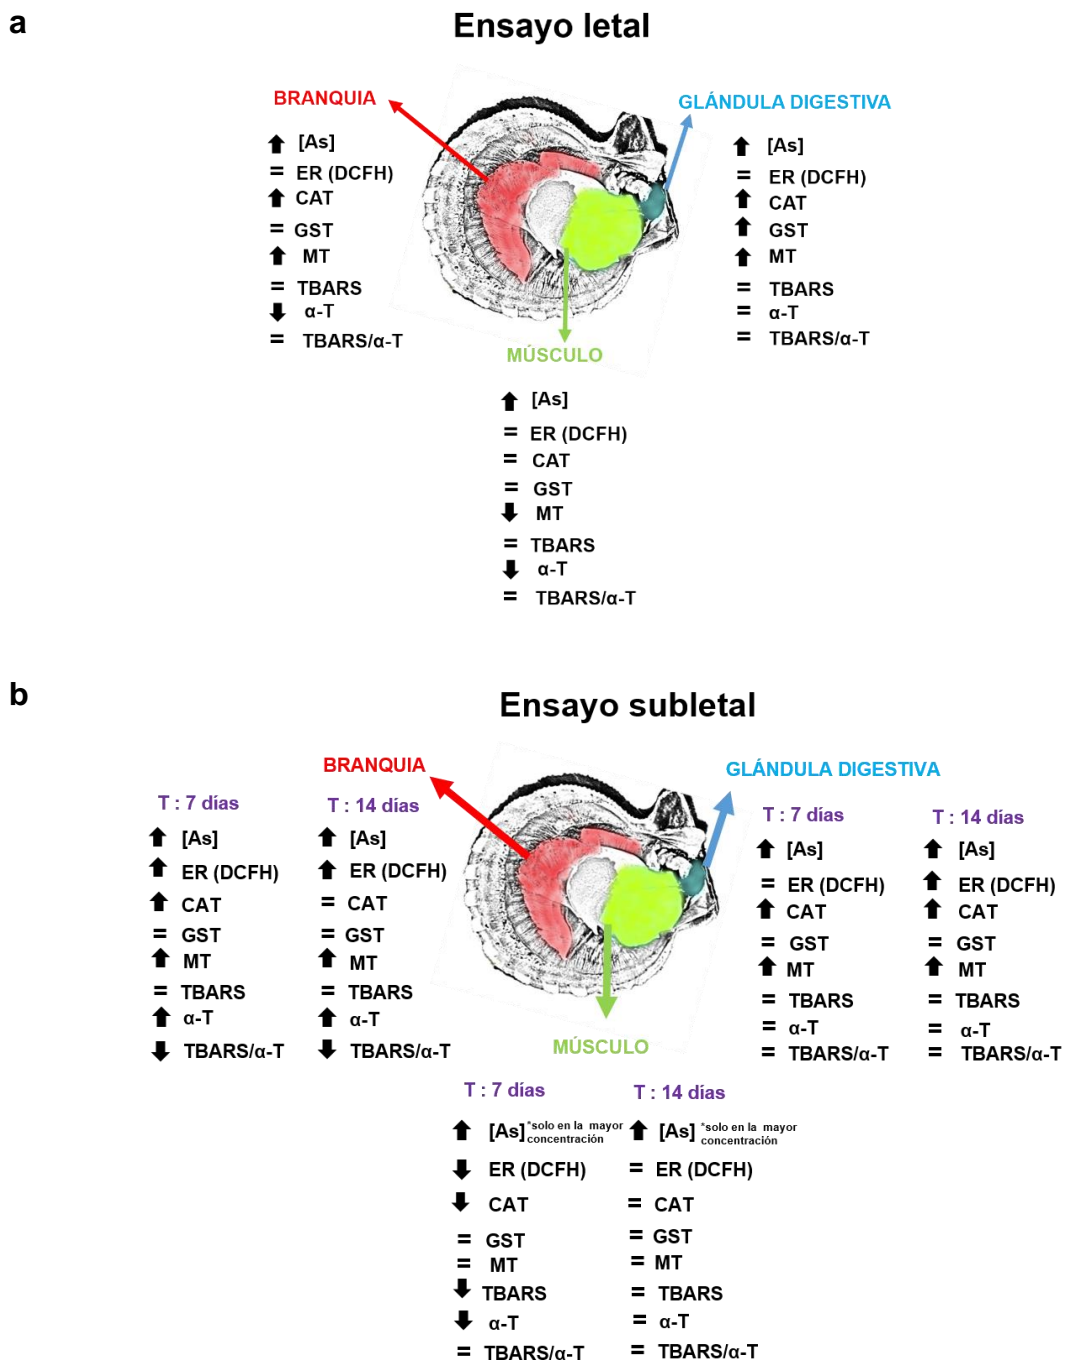 a
Ensayo letal
BRANQUIA
⬆ [As]
= ER (DCFH)
⬆ CAT
= GST
⬆ MT
= TBARS
⬇ α-T
= TBARS/α-T
GLÁNDULA DIGESTIVA
⬆ [As]
= ER (DCFH)
⬆ CAT
⬆ GST
⬆ MT
= TBARS
= α-T
= TBARS/α-T
MÚSCULO
⬆ [As]
= ER (DCFH)
= CAT
= GST
⬇ MT
= TBARS
⬇ α-T
= TBARS/α-T
b
Ensayo subletal
BRANQUIA
T : 7 días
⬆ [As]
⬆ ER (DCFH)
⬆ CAT
= GST
⬆ MT
= TBARS
⬆ α-T
⬇ TBARS/α-T
T : 14 días
⬆ [As]
⬆ ER (DCFH)
= CAT
= GST
⬆ MT
= TBARS
⬆ α-T
⬇ TBARS/α-T
GLÁNDULA DIGESTIVA
T : 7 días
⬆ [As]
= ER (DCFH)
⬆ CAT
= GST
⬆ MT
= TBARS
= α-T
= TBARS/α-T
T : 14 días
⬆ [As]
⬆ ER (DCFH)
⬆ CAT
= GST
⬆ MT
= TBARS
= α-T
= TBARS/α-T
MÚSCULO
T : 7 días
⬆ [As] *solo en la mayor
concentración
⬇ ER (DCFH)
⬇ CAT
= GST
= MT
⬇ TBARS
⬇ α-T
= TBARS/α-T
T : 14 días
⬆ [As] *solo en la mayor
concentración
= ER (DCFH)
= CAT
= GST
= MT
= TBARS
= α-T
= TBARS/α-T